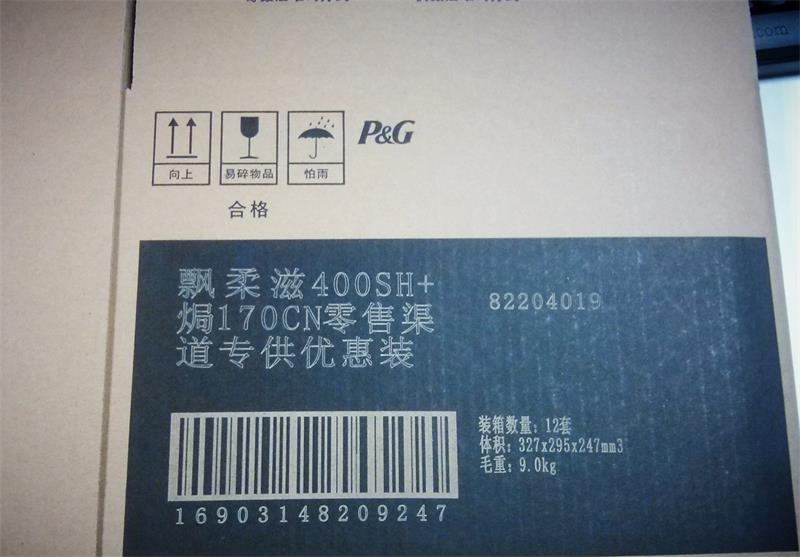 .com
向上
易碎物品
怕雨
P&G
合格
飘柔滋400SH+
焗170CN零售渠
道专供优惠装
82204019
装箱数量: 12套
体积: 327x295x247mm3
毛重: 9.0kg
16903148209247